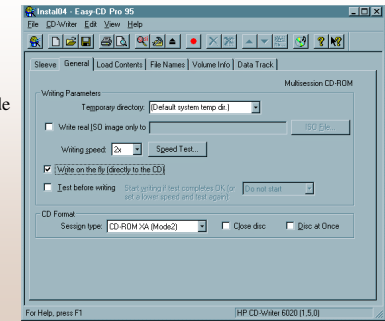 Instal04 - Easy-CD Pro 95
File CD-Writer Edit View Help
Sleeve General Load Contents File Names Volume Info Data Track
Multisession CD-ROM
Writing Parameters
de
Temporary directory: (Default system temp dir.)
Write real ISO image only to ISO File...
Writing speed: 2x Speed Test...
Write on the fly (directly to the CD)
Test before writing Start writing if test completes OK (or Do not start
set a lower speed and test again)
CD Format
Session type: CD-ROM XA (Mode2) Close disc Disc at Once
For Help, press F1 HP CD-Writer 6020 (1,5,0)